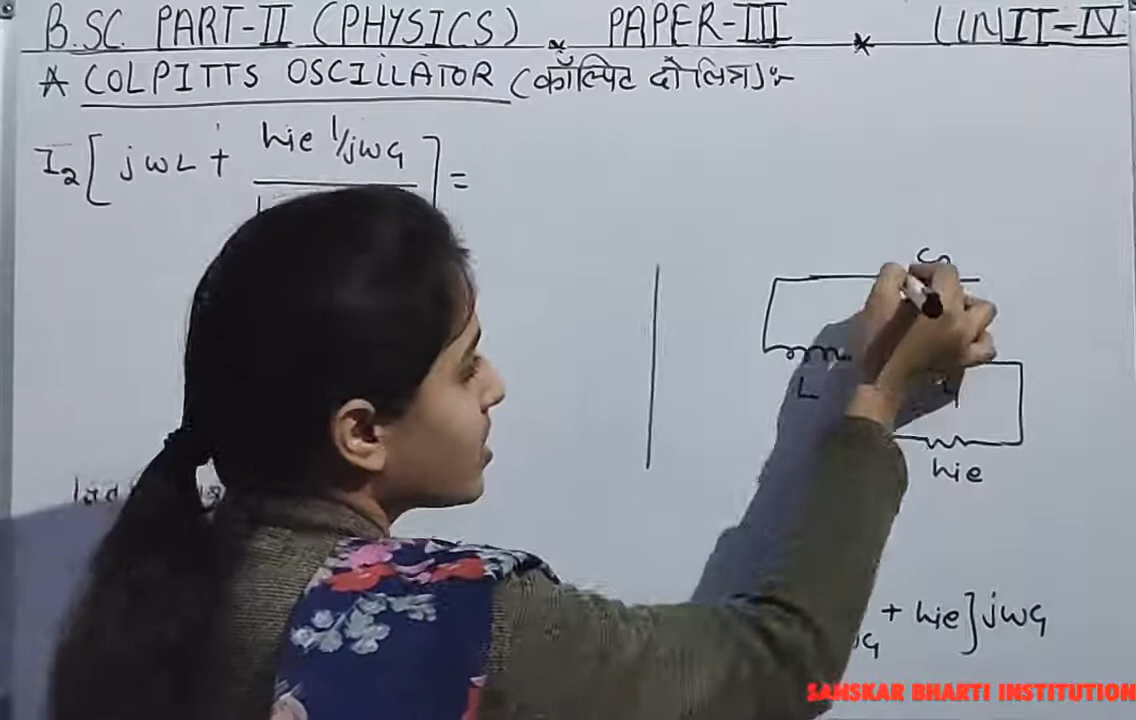 B.SC. PART-II (PHYSICS) * PAPER-III * UNIT-IV
* COLPITTS OSCILLATOR (कॉल्पिट दौलित्र):-
I₂[ jωL + hie 1/jωC₁ ] =
C₂
L
hie
+ hie] jωC₁
SANSKAR BHARTI INSTITUTION